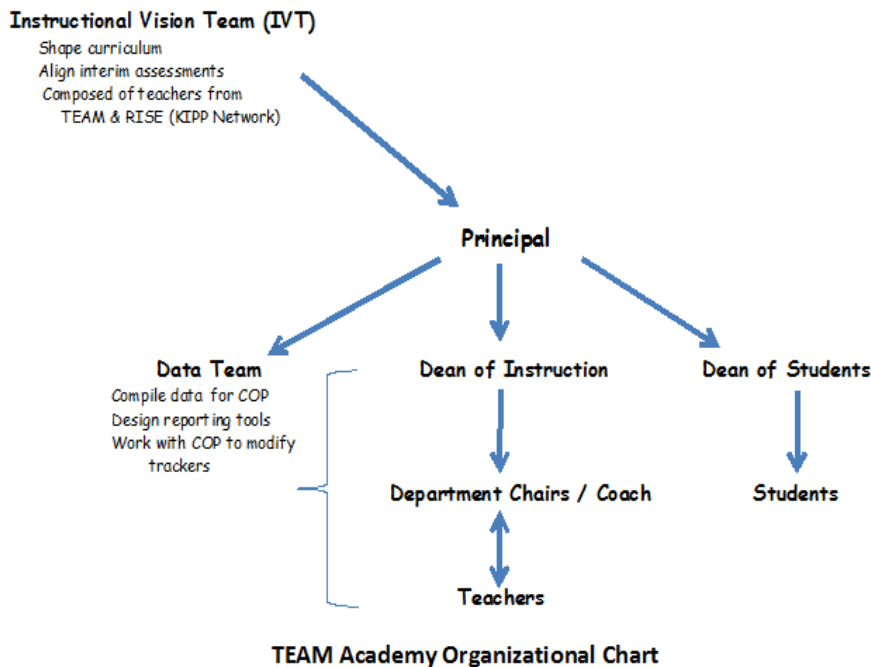 Instructional Vision Team (IVT)
Shape curriculum
Align interim assessments
Composed of teachers from
TEAM & RISE (KIPP Network)
Principal
Data Team
Compile data for COP
Design reporting tools
Work with COP to modify
trackers
Dean of Instruction
Dean of Students
Department Chairs / Coach
Students
Teachers
TEAM Academy Organizational Chart